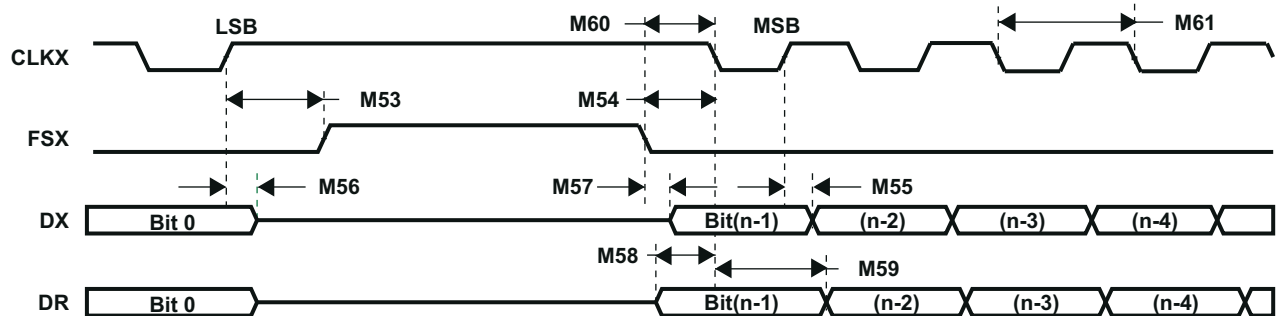 LSB M60 MSB M61
CLKX
M53 M54
FSX
M56 M57 M55
DX Bit 0 Bit(n-1) (n-2) (n-3) (n-4)
M58 M59
DR Bit 0 Bit(n-1) (n-2) (n-3) (n-4)